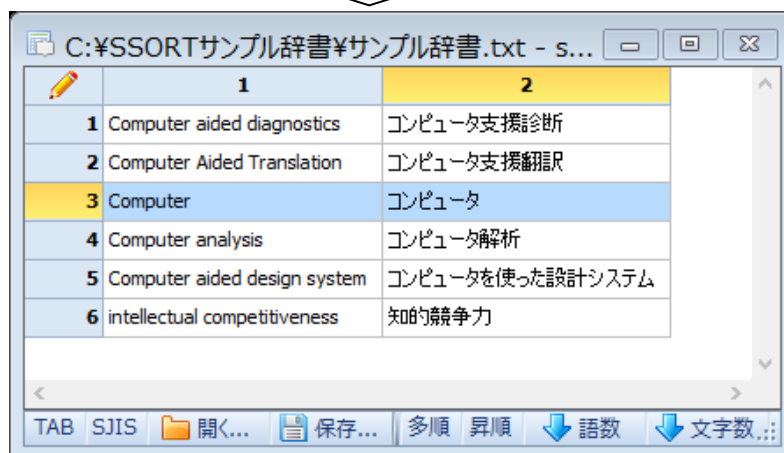 C:¥SSORTサンプル辞書¥サンプル辞書.txt - s...
1 2
1 Computer aided diagnostics コンピュータ支援診断
2 Computer Aided Translation コンピュータ支援翻訳
3 Computer コンピュータ
4 Computer analysis コンピュータ解析
5 Computer aided design system コンピュータを使った設計システム
6 intellectual competitiveness 知的競争力
TAB SJIS 開く... 保存... 多順 昇順 語数 文字数